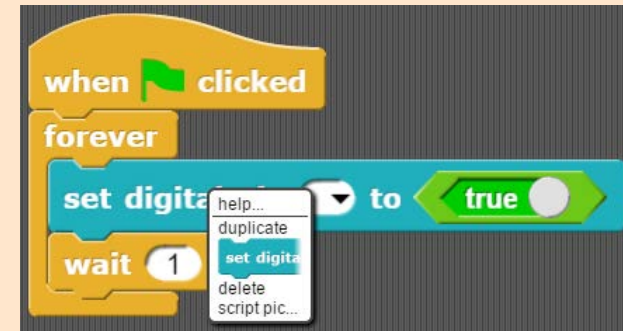 when clicked
forever
set digita to true
help...
duplicate
set digita
delete
script pic...
wait 1